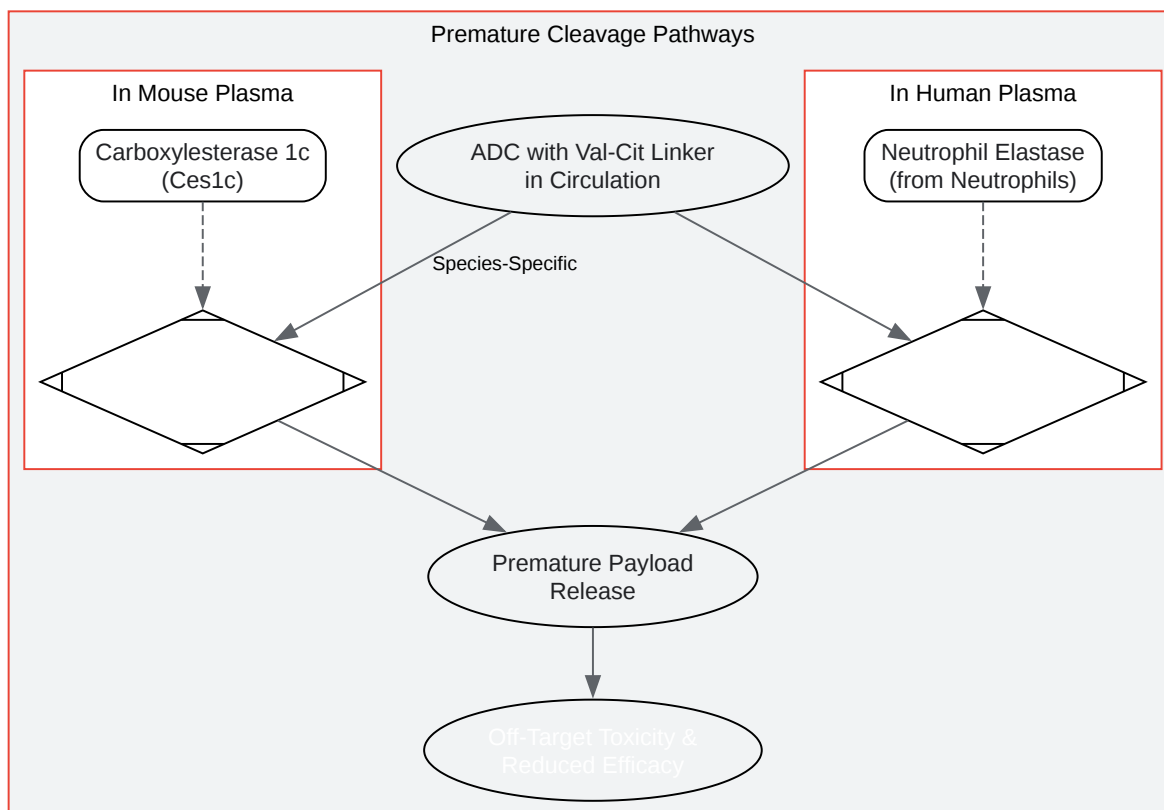 Premature Cleavage Pathways
In Mouse Plasma
In Human Plasma
Carboxylesterase 1c
(Ces1c)
ADC with Val-Cit Linker
in Circulation
Neutrophil Elastase
(from Neutrophils)
Species-Specific
Premature Payload
Release
Off-Target Toxicity &
Reduced Efficacy